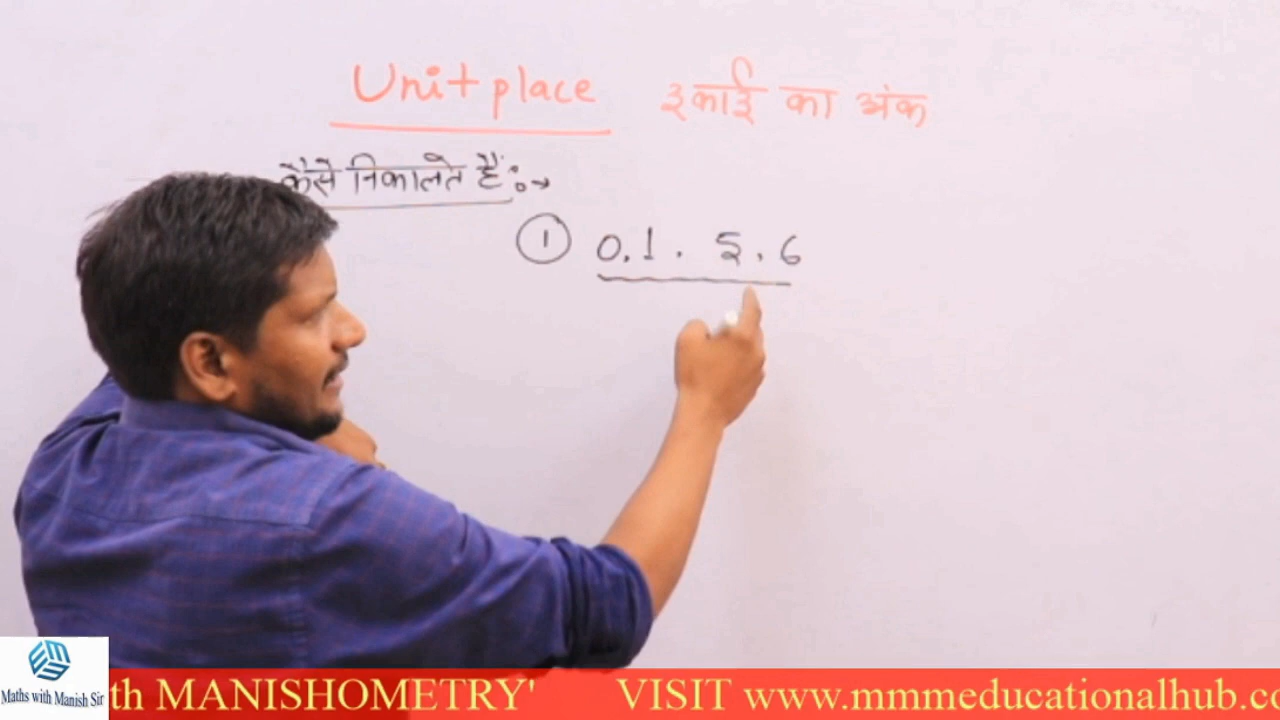 Unit place इकाई का अंक
कैसे निकालते हैं :→
① 0. 1 . 5 . 6
Maths with Manish Sir
th MANISHOMETRY' VISIT www.mmmeducationalhub.co